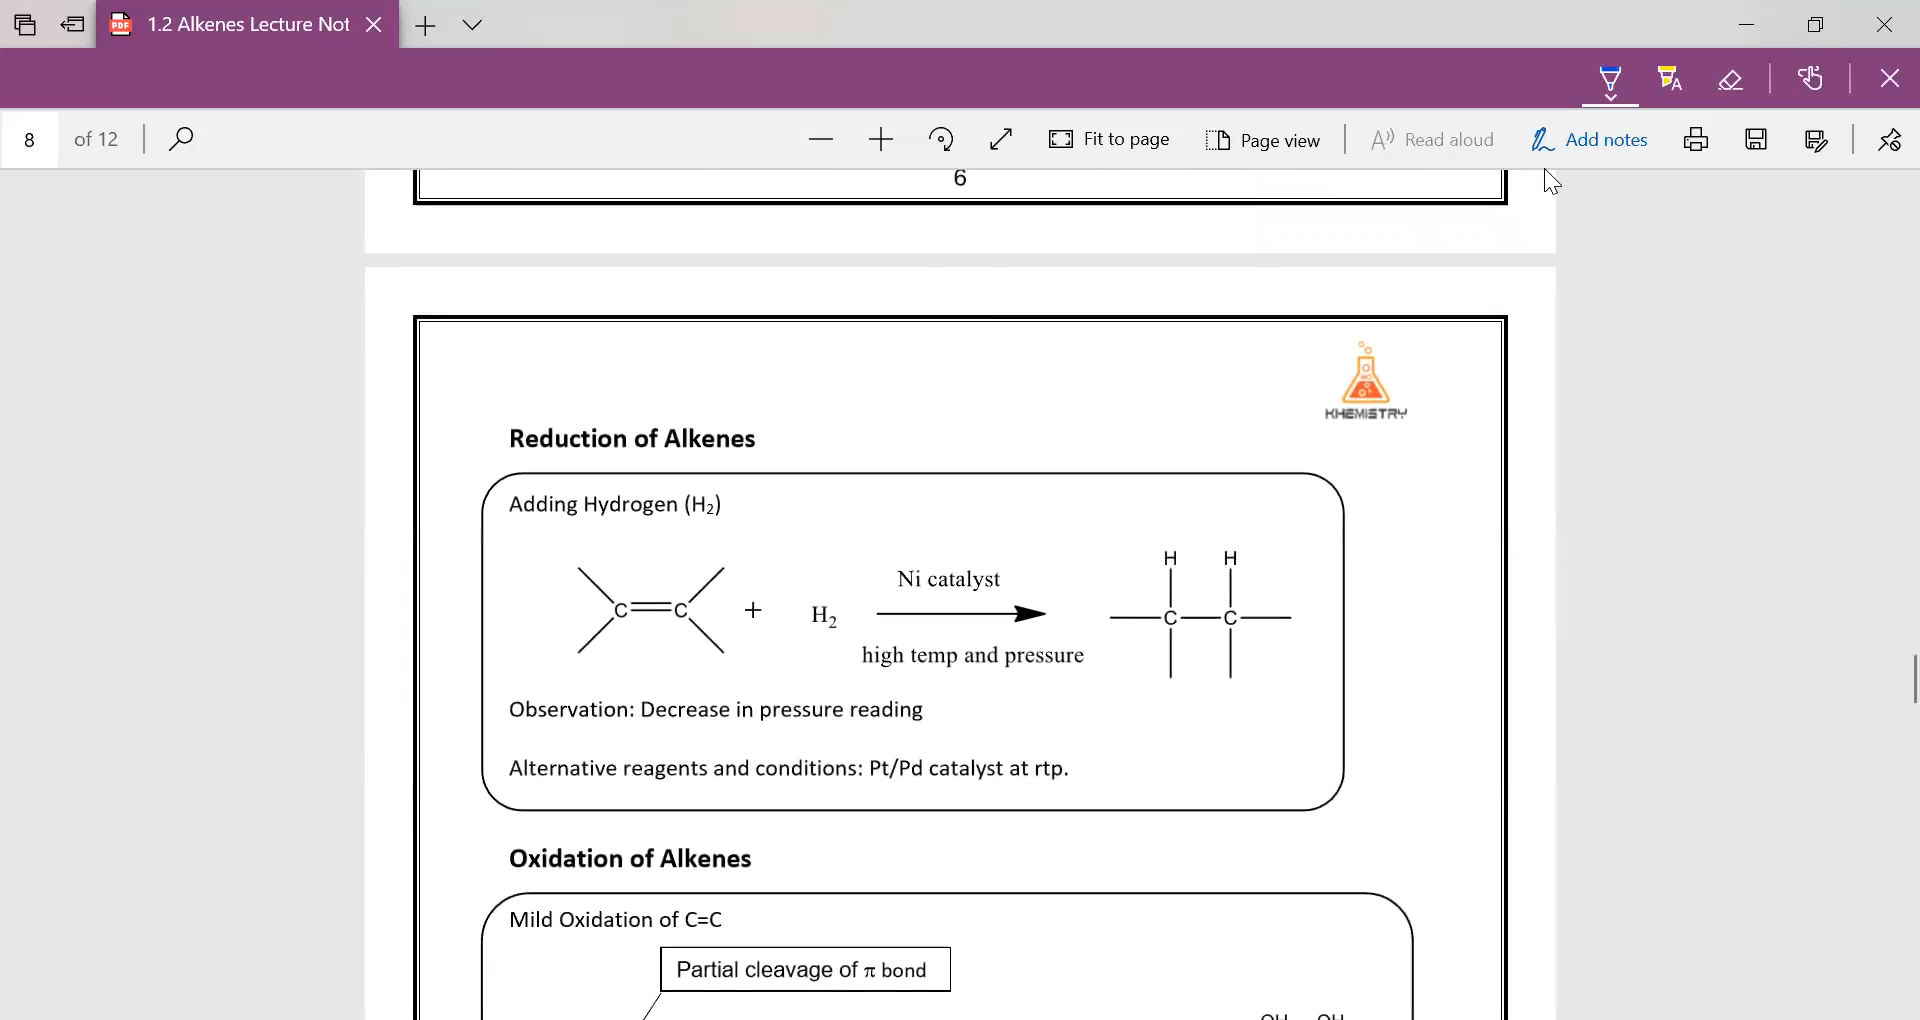 1.2 Alkenes Lecture Not
8 of 12 Fit to page Page view Read aloud Add notes
6
KHEMISTRY
Reduction of Alkenes
Adding Hydrogen (H₂)
C=C + H₂
Ni catalyst
high temp and pressure
H H
C C
Observation: Decrease in pressure reading
Alternative reagents and conditions: Pt/Pd catalyst at rtp.
Oxidation of Alkenes
Mild Oxidation of C=C
Partial cleavage of π bond
OH OH